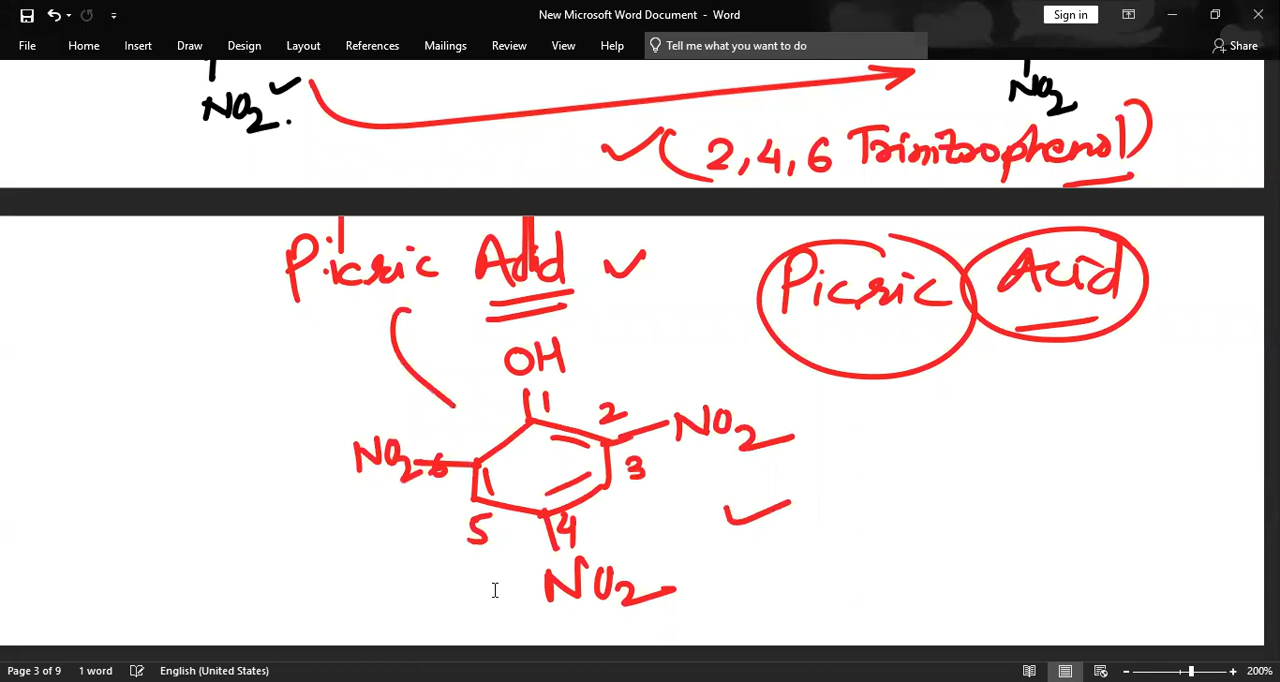 New Microsoft Word Document - Word
Sign in
File Home Insert Draw Design Layout References Mailings Review View Help Tell me what you want to do Share
NO2 NO2
(2,4,6 Trinitrophenol)
Picric Acid Picric Acid
OH
1
2 NO2
NO2 6 3
5 4
NO2
Page 3 of 9 1 word English (United States) 200%